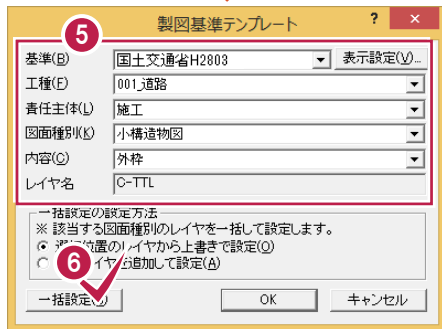 製図基準テンプレート ? ×
5
基準(B) 国土交通省H2803 表示設定(V)...
工種(F) 001_道路
責任主体(L) 施工
図面種別(K) 小構造物図
内容(C) 外枠
レイヤ名 C-TTL
一括設定の設定方法
※ 該当する図面種別のレイヤを一括して設定します。
位置のレイヤから上書きで設定(O)
6
を追加して設定(A)
一括設定 OK キャンセル